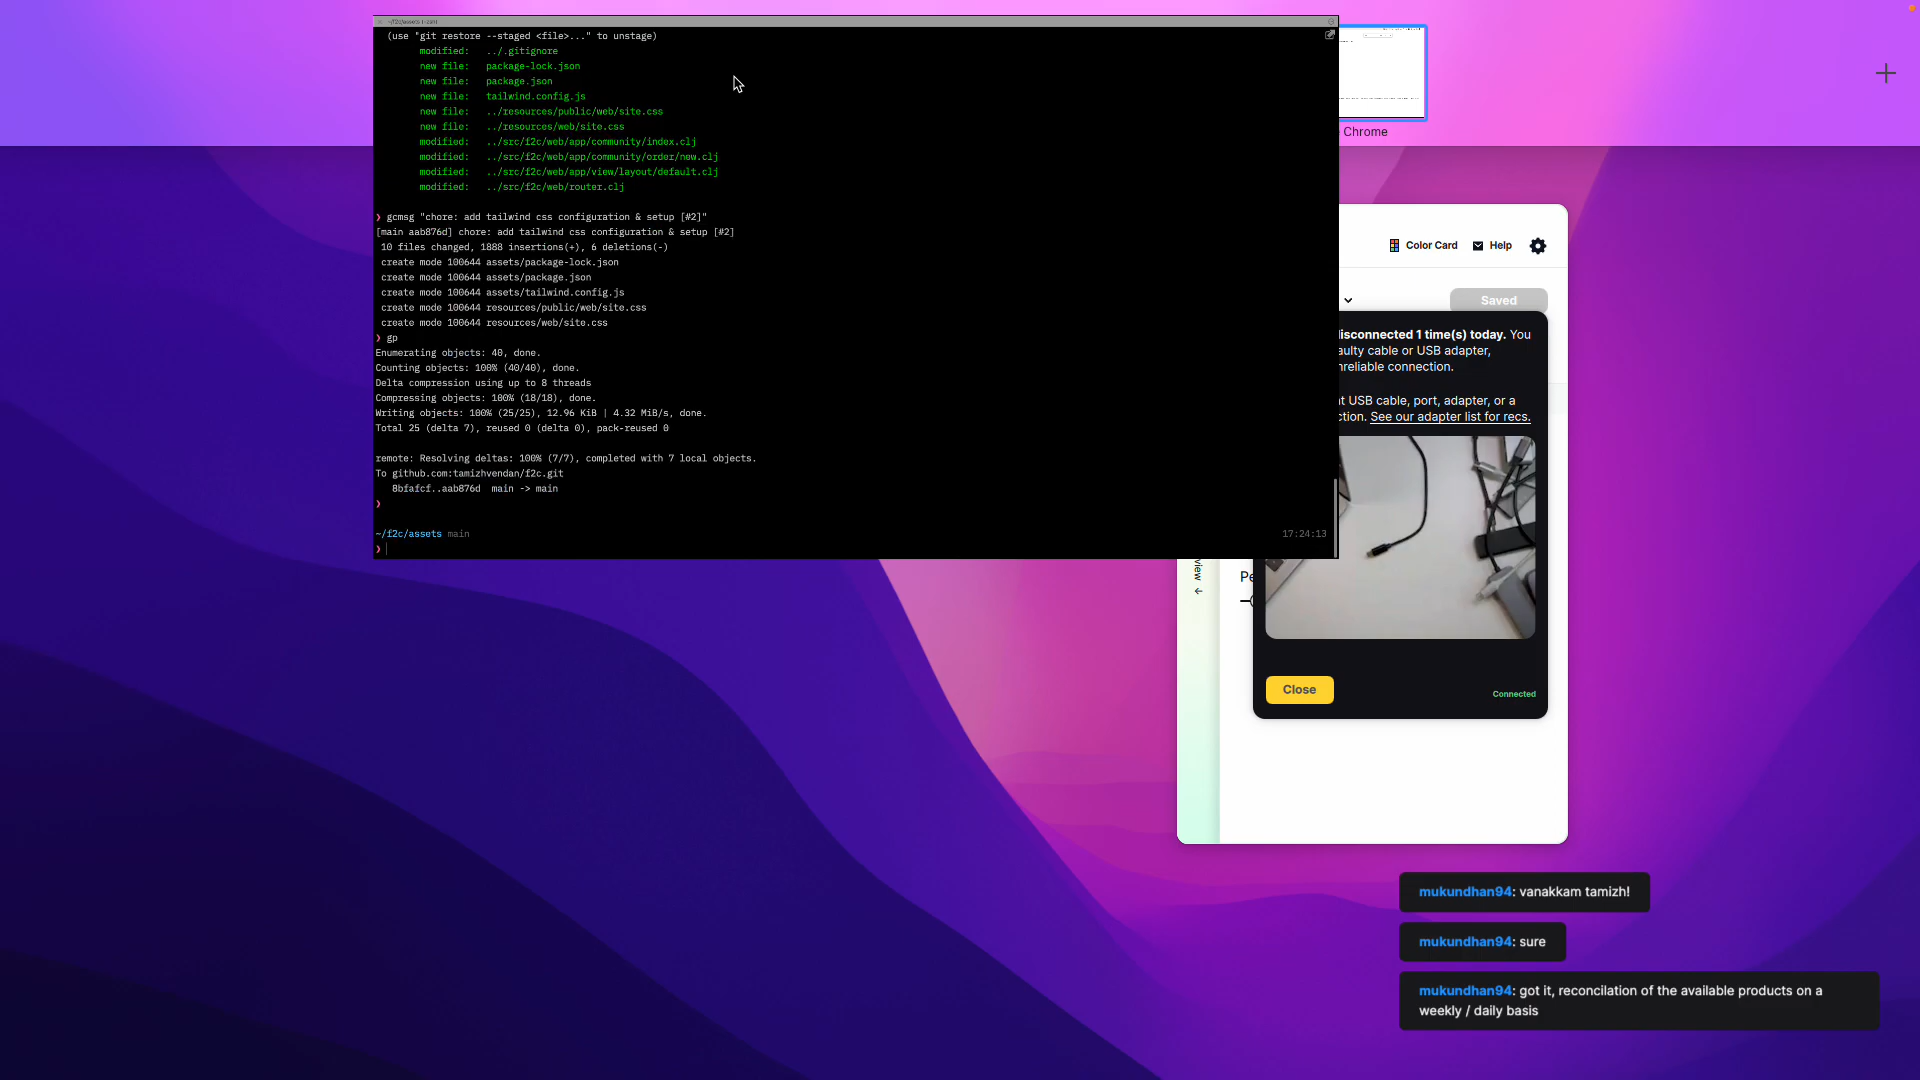 ~/f2c/assets (-zsh)
(use "git restore --staged <file>..." to unstage)
modified:   ../.gitignore
new file:   package-lock.json
new file:   package.json
new file:   tailwind.config.js
new file:   ../resources/public/web/site.css
new file:   ../resources/web/site.css
modified:   ../src/f2c/web/app/community/index.clj
modified:   ../src/f2c/web/app/community/order/new.clj
modified:   ../src/f2c/web/app/view/layout/default.clj
modified:   ../src/f2c/web/router.clj
❯ gcmsg "chore: add tailwind css configuration & setup [#2]"
[main aab876d] chore: add tailwind css configuration & setup [#2]
10 files changed, 1888 insertions(+), 6 deletions(-)
create mode 100644 assets/package-lock.json
create mode 100644 assets/package.json
create mode 100644 assets/tailwind.config.js
create mode 100644 resources/public/web/site.css
create mode 100644 resources/web/site.css
❯ gp
Enumerating objects: 40, done.
Counting objects: 100% (40/40), done.
Delta compression using up to 8 threads
Compressing objects: 100% (18/18), done.
Writing objects: 100% (25/25), 12.96 KiB | 4.32 MiB/s, done.
Total 25 (delta 7), reused 0 (delta 0), pack-reused 0
remote: Resolving deltas: 100% (7/7), completed with 7 local objects.
To github.com:tamizhvendan/f2c.git
8bfafcf..aab876d  main -> main
❯
~/f2c/assets main 17:24:13
❯
Chrome
Color Card Help
Saved
isconnected 1 time(s) today. You
aulty cable or USB adapter,
nreliable connection.
t USB cable, port, adapter, or a
ction. See our adapter list for recs.
view ←
Pe
Close
Connected
mukundhan94: vanakkam tamizh!
mukundhan94: sure
mukundhan94: got it, reconcilation of the available products on a
weekly / daily basis